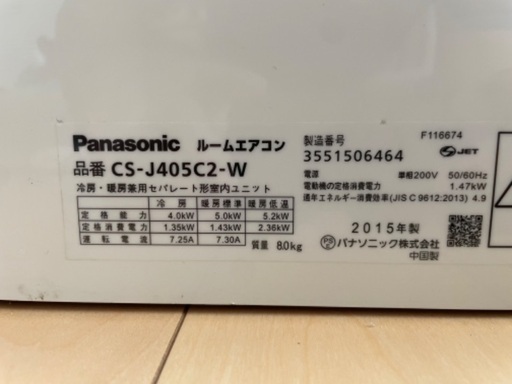 Panasonic ルームエアコン
品番 CS-J405C2-W
冷房・暖房兼用セパレート形室内ユニット
冷房 暖房標準 暖房低温
定格能力 4.0kW 5.0kW 5.2kW
定格消費電力 1.35kW 1.43kW 2.36kW
運転電流 7.25A 7.30A
質量 8.0kg
製造番号
3551506464
F116674
JET
電源 単相200V 50/60Hz
電動機の定格消費電力 1.47kW
通年エネルギー消費効率(JIS C 9612:2013) 4.9
2015年製
PS E パナソニック株式会社
中国製